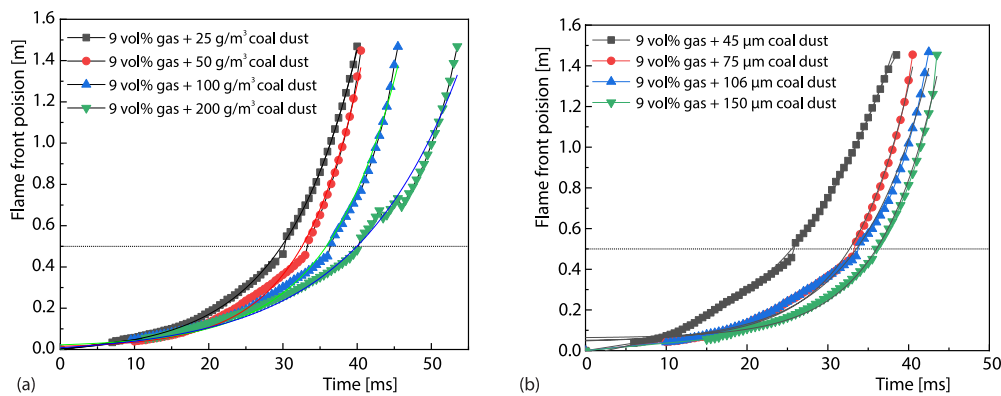 1.6
1.4
1.2
1.0
0.8
0.6
0.4
0.2
0.0
Flame front poision [m]
9 vol% gas + 25 g/m³ coal dust
9 vol% gas + 50 g/m³ coal dust
9 vol% gas + 100 g/m³ coal dust
9 vol% gas + 200 g/m³ coal dust
0 10 20 30 40 50
(a) Time [ms]
1.6
1.4
1.2
1.0
0.8
0.6
0.4
0.2
0.0
Flame front poision [m]
9 vol% gas + 45 µm coal dust
9 vol% gas + 75 µm coal dust
9 vol% gas + 106 µm coal dust
9 vol% gas + 150 µm coal dust
0 10 20 30 40 50
(b) Time [ms]